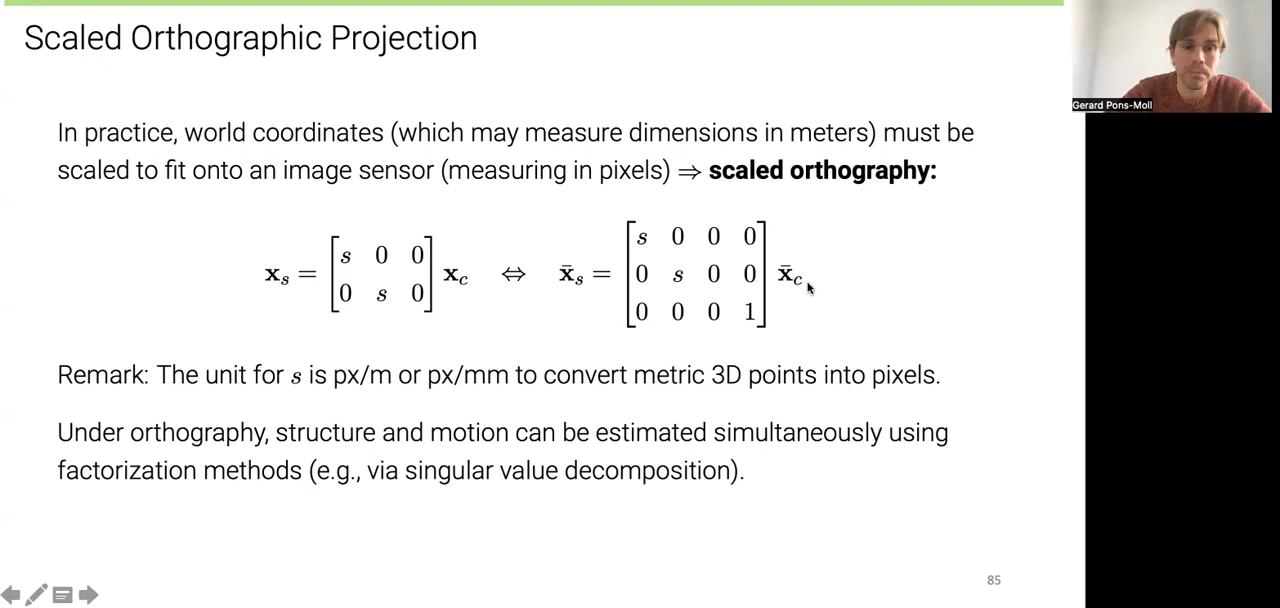 Scaled Orthographic Projection
Gerard Pons-Moll
In practice, world coordinates (which may measure dimensions in meters) must be
scaled to fit onto an image sensor (measuring in pixels) ⇒ scaled orthography:
x_s = [s 0 0; 0 s 0] x_c ⇔ x̄_s = [s 0 0 0; 0 s 0 0; 0 0 0 1] x̄_c
Remark: The unit for s is px/m or px/mm to convert metric 3D points into pixels.
Under orthography, structure and motion can be estimated simultaneously using
factorization methods (e.g., via singular value decomposition).
85